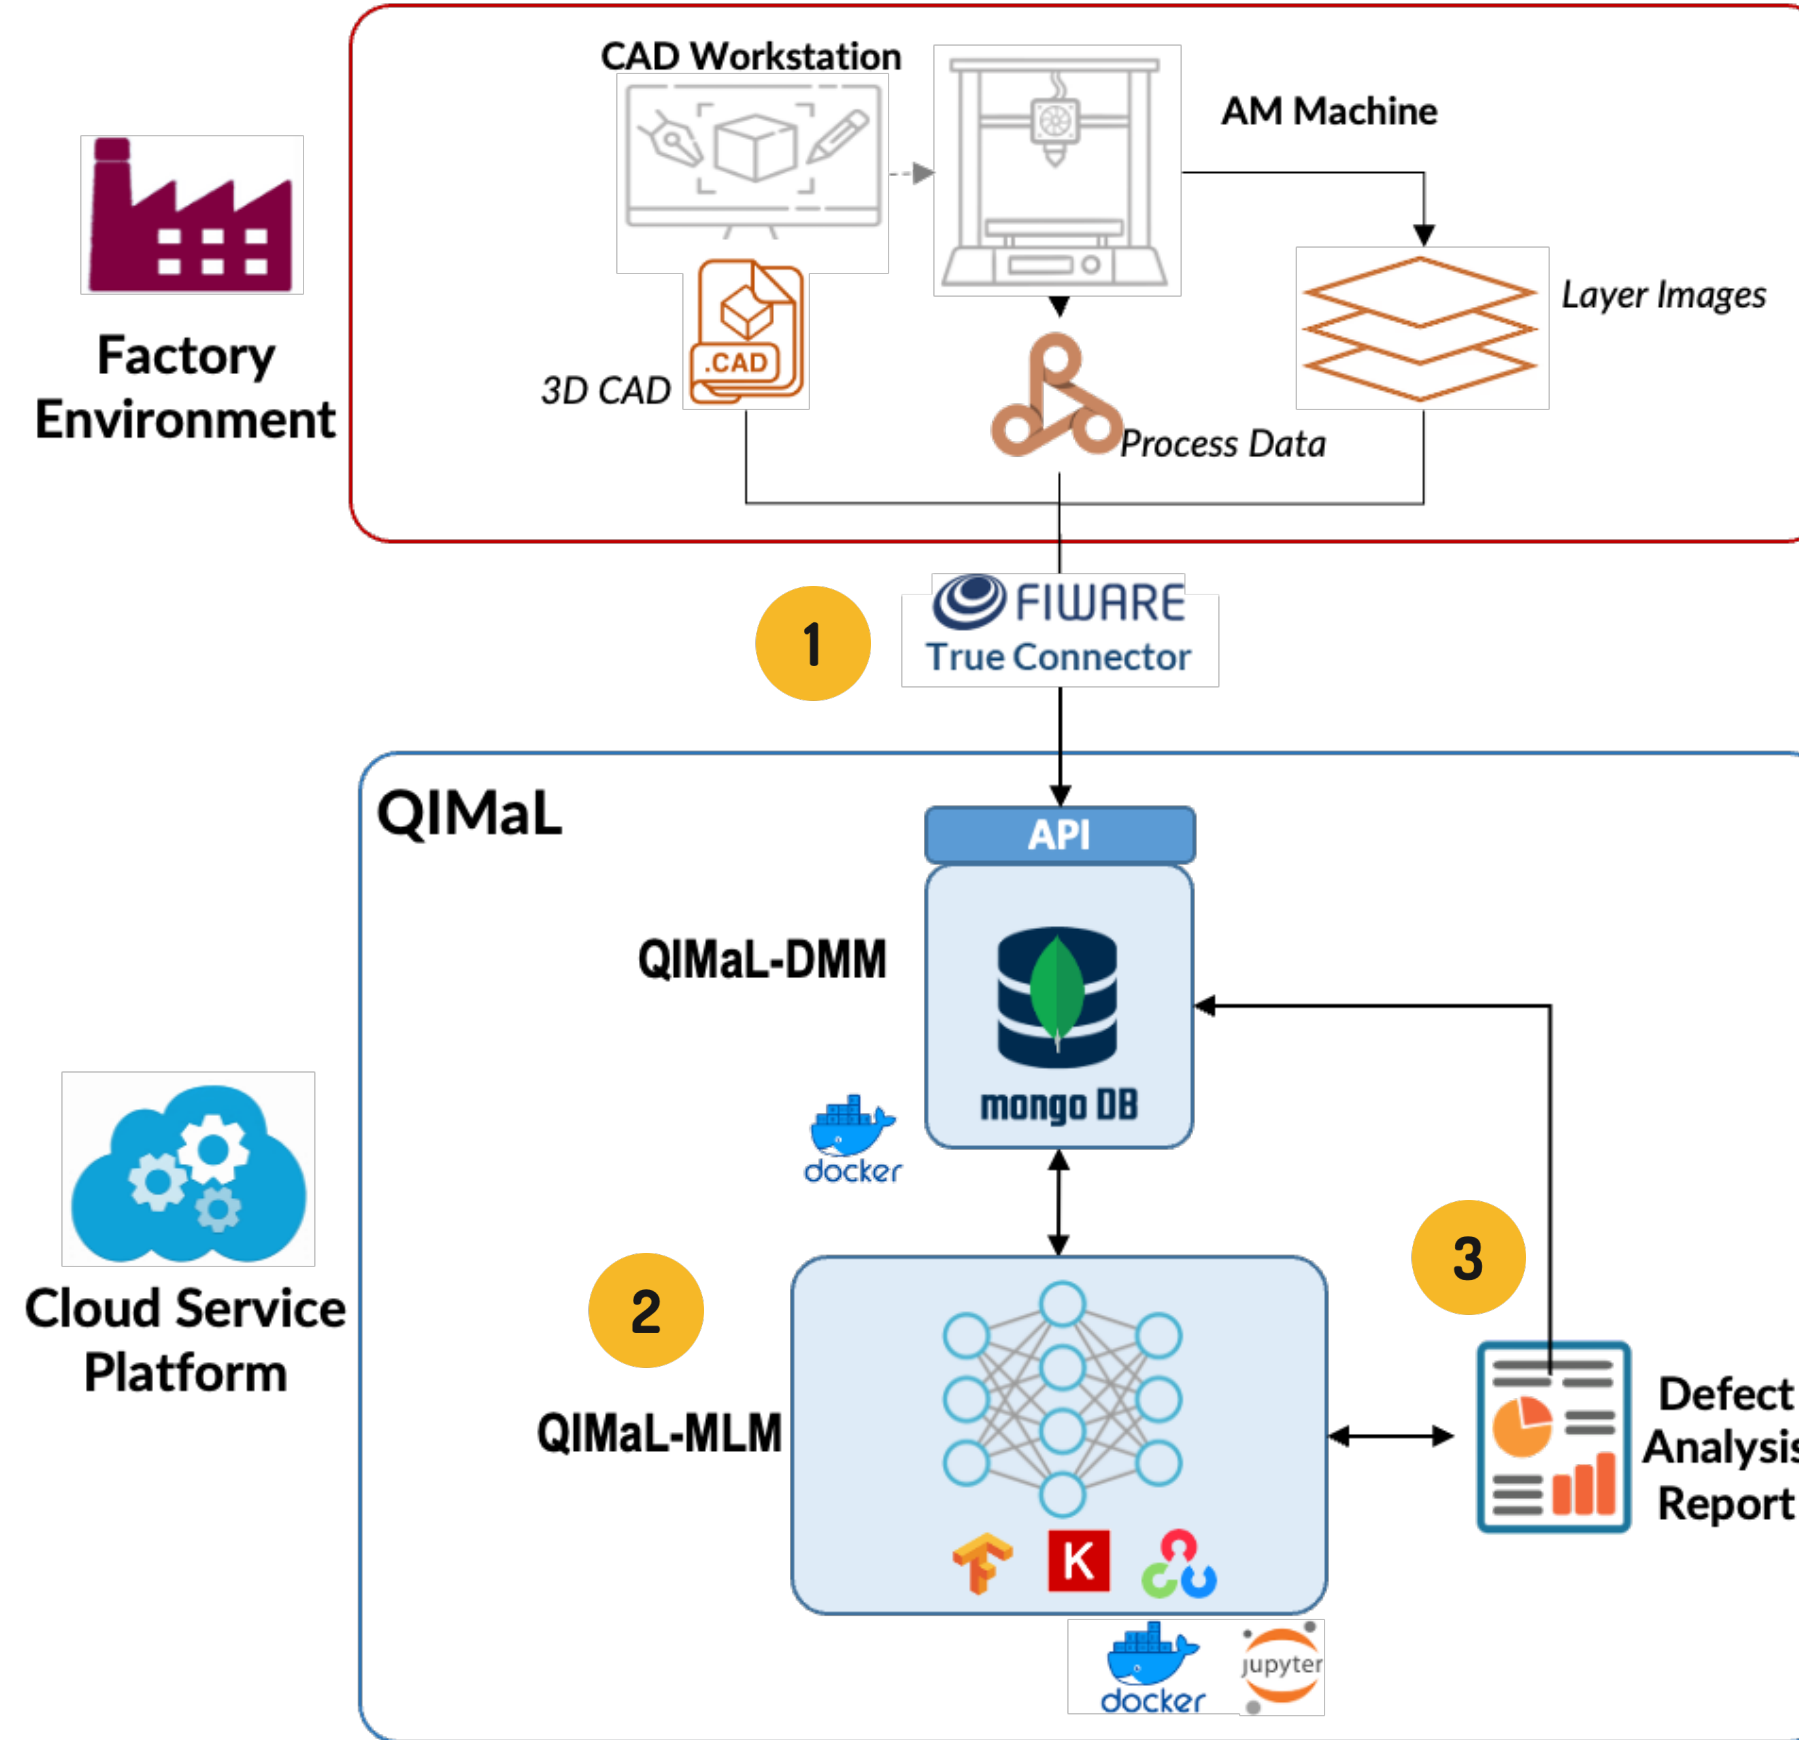 CAD Workstation
AM Machine
Layer Images
.CAD
3D CAD
Process Data
Factory
Environment
1
FIWARE
True Connector
QIMaL
API
QIMaL-DMM
mongo DB
docker
Cloud Service
Platform
2
3
QIMaL-MLM
Defect
Analysis
Report
K
docker
jupyter